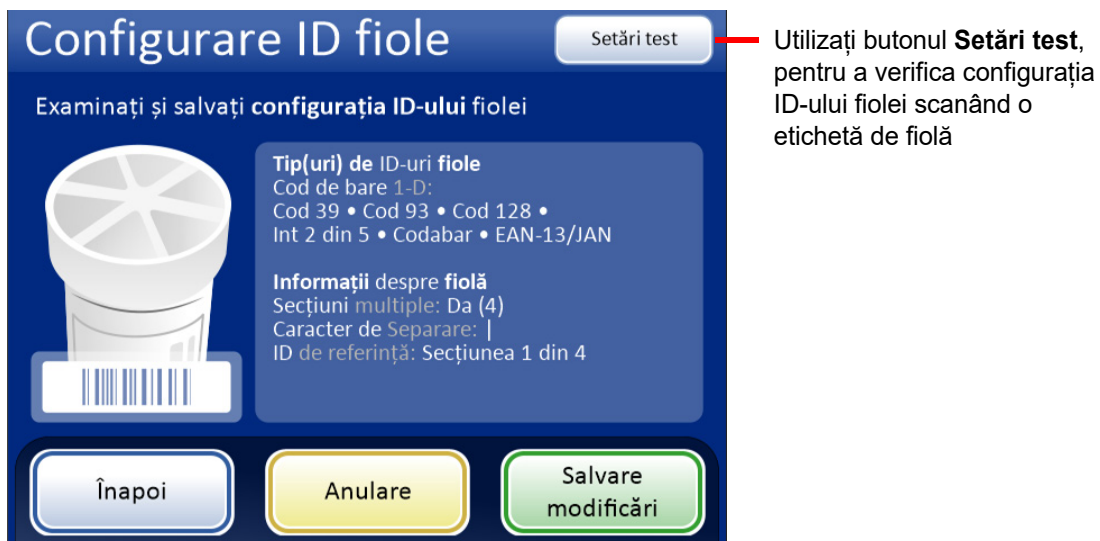 Configurare ID fiole
Setări test
Examinați și salvați configurația ID-ului fiolei
Tip(uri) de ID-uri fiole
Cod de bare 1-D:
Cod 39 • Cod 93 • Cod 128 •
Int 2 din 5 • Codabar • EAN-13/JAN
Informații despre fiolă
Secțiuni multiple: Da (4)
Caracter de Separare: |
ID de referință: Secțiunea 1 din 4
Înapoi
Anulare
Salvare
modificări
Utilizați butonul Setări test,
pentru a verifica configurația
ID-ului fiolei scanând o
etichetă de fiolă